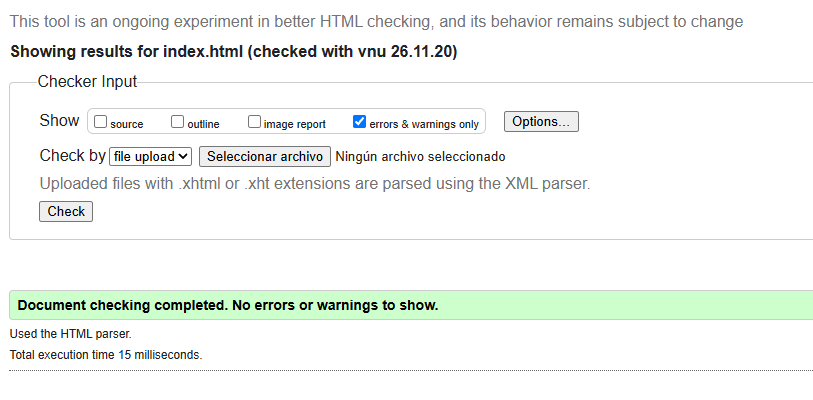 This tool is an ongoing experiment in better HTML checking, and its behavior remains subject to change
Showing results for index.html (checked with vnu 26.11.20)
Checker Input
Show source outline image report errors & warnings only Options...
Check by file upload Seleccionar archivo Ningún archivo seleccionado
Uploaded files with .xhtml or .xht extensions are parsed using the XML parser.
Check
Document checking completed. No errors or warnings to show.
Used the HTML parser.
Total execution time 15 milliseconds.